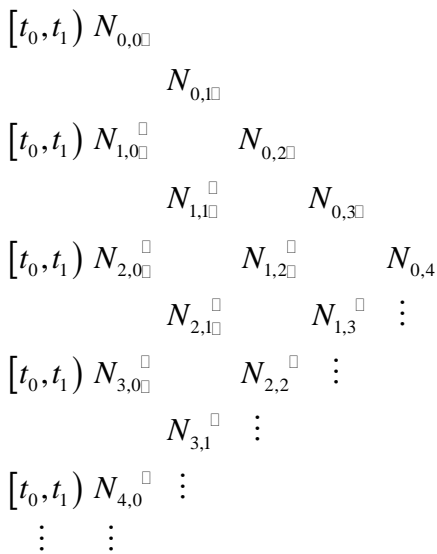 [t₀, t₁) N₀,₀□
N₀,₁□
[t₀, t₁) N₁,₀□□ N₀,₂□
N₁,₁□□ N₀,₃□
[t₀, t₁) N₂,₀□□ N₁,₂□□ N₀,₄
N₂,₁□□ N₁,₃□ ⋮
[t₀, t₁) N₃,₀□□ N₂,₂□ ⋮
N₃,₁□ ⋮
[t₀, t₁) N₄,₀□ ⋮
⋮ ⋮